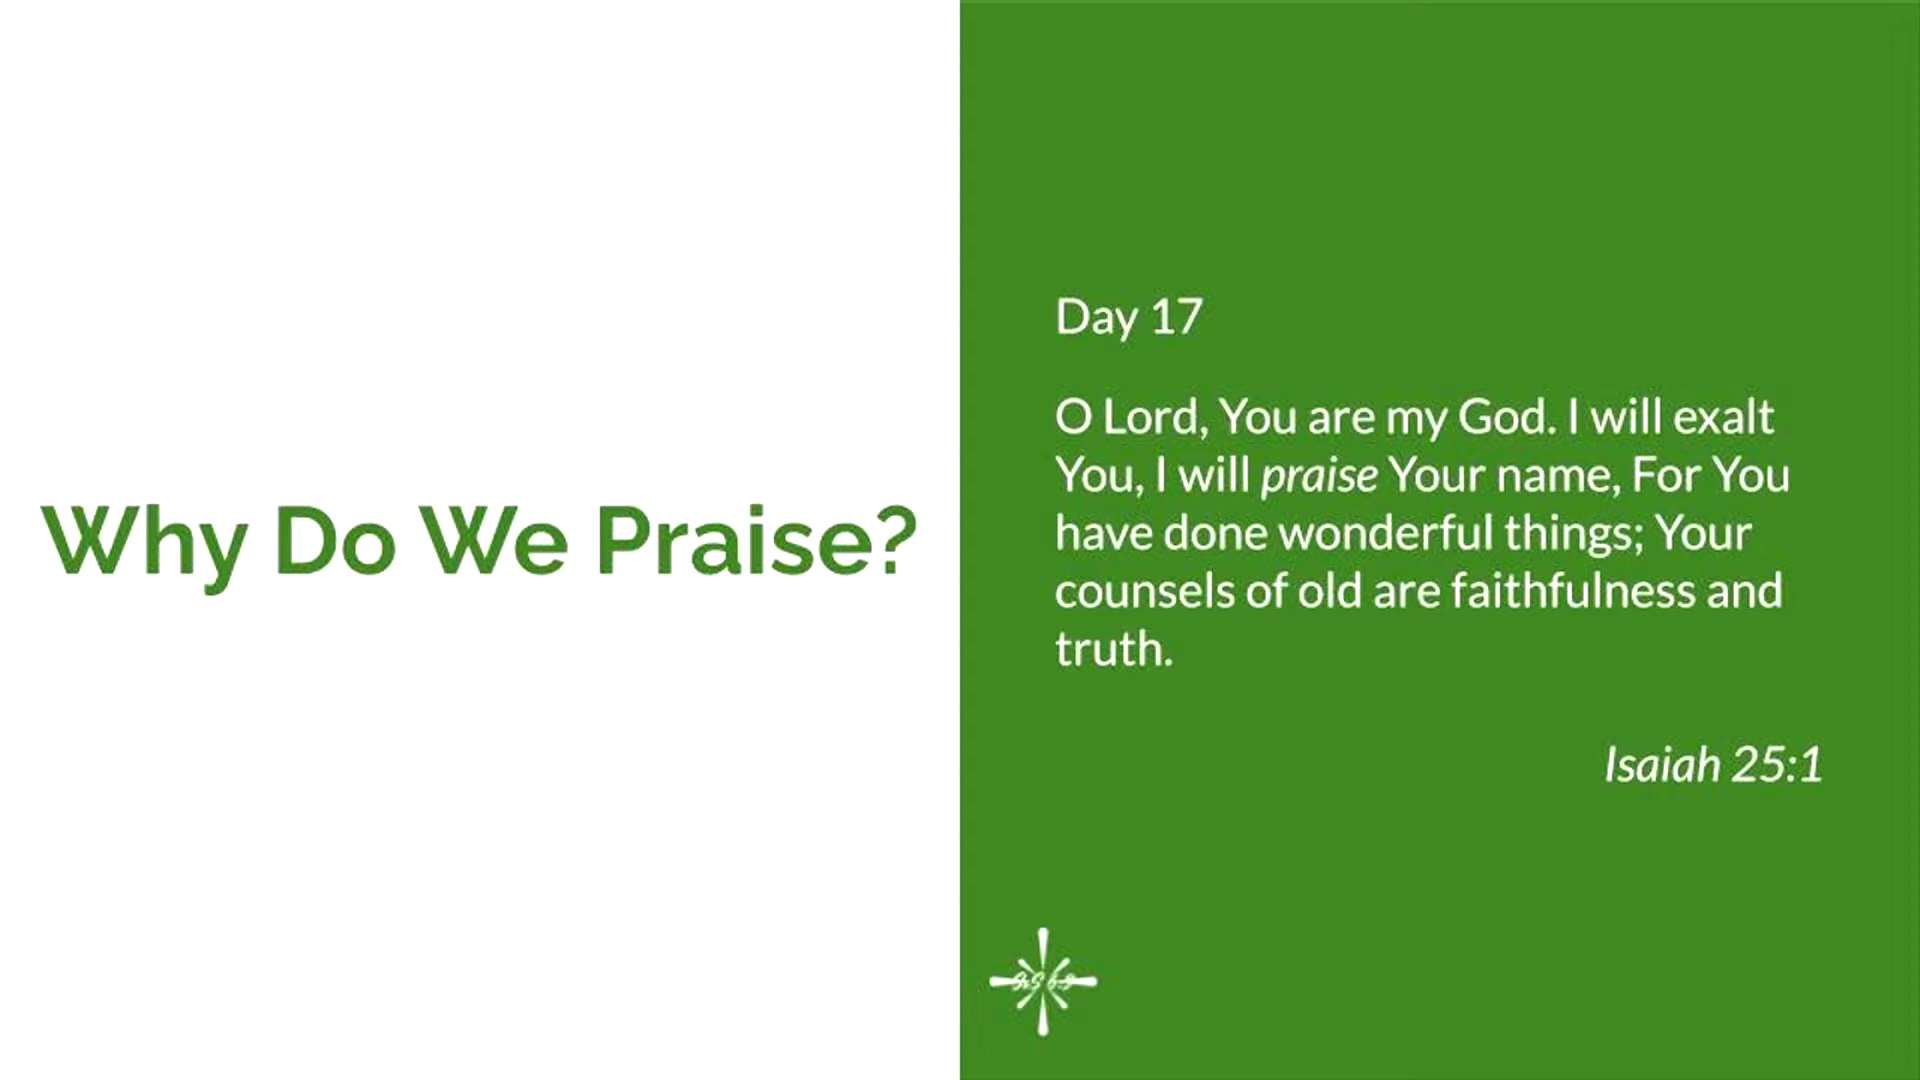 Why Do We Praise?
Day 17
O Lord, You are my God. I will exalt
You, I will praise Your name, For You
have done wonderful things; Your
counsels of old are faithfulness and
truth.
Isaiah 25:1